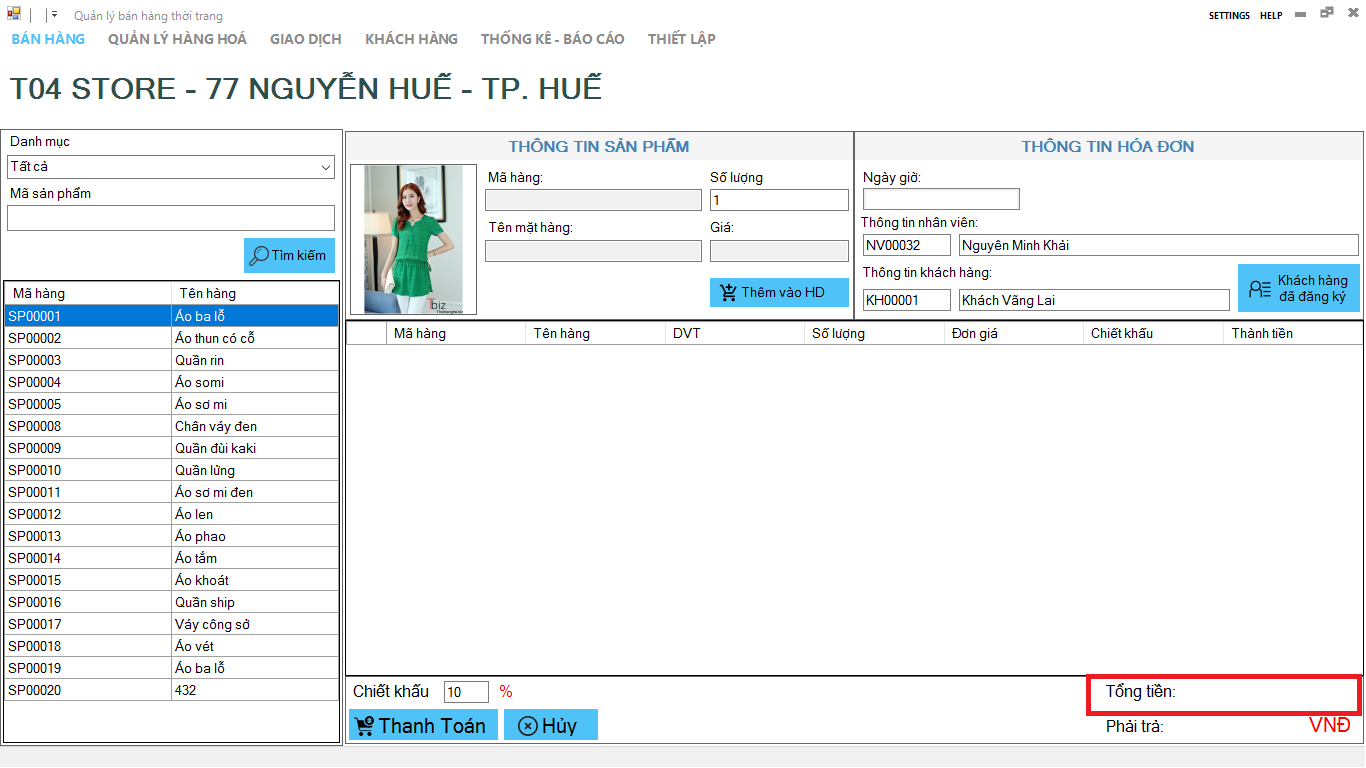 Quản lý bán hàng thời trang
SETTINGS HELP
BÁN HÀNG QUẢN LÝ HÀNG HOÁ GIAO DỊCH KHÁCH HÀNG THỐNG KÊ - BÁO CÁO THIẾT LẬP
T04 STORE - 77 NGUYỄN HUẾ - TP. HUẾ
Danh mục
Tất cả
Mã sản phẩm
Tìm kiếm
Mã hàng Tên hàng
SP00001 Áo ba lỗ
SP00002 Áo thun có cỗ
SP00003 Quần rin
SP00004 Áo somi
SP00005 Áo sơ mi
SP00008 Chân váy đen
SP00009 Quần đùi kaki
SP00010 Quần lửng
SP00011 Áo sơ mi đen
SP00012 Áo len
SP00013 Áo phao
SP00014 Áo tắm
SP00015 Áo khoát
SP00016 Quần ship
SP00017 Váy công sở
SP00018 Áo vét
SP00019 Áo ba lỗ
SP00020 432
THÔNG TIN SẢN PHẨM
Mã hàng:
Số lượng
1
Tên mặt hàng:
Giá:
Thêm vào HD
THÔNG TIN HÓA ĐƠN
Ngày giờ:
Thông tin nhân viên:
NV00032 Nguyên Minh Khải
Thông tin khách hàng:
KH00001 Khách Vãng Lai
Khách hàng
đã đăng ký
Mã hàng Tên hàng DVT Số lượng Đơn giá Chiết khấu Thành tiền
Chiết khấu 10 %
Thanh Toán Hủy
Tổng tiền:
Phải trả: VNĐ